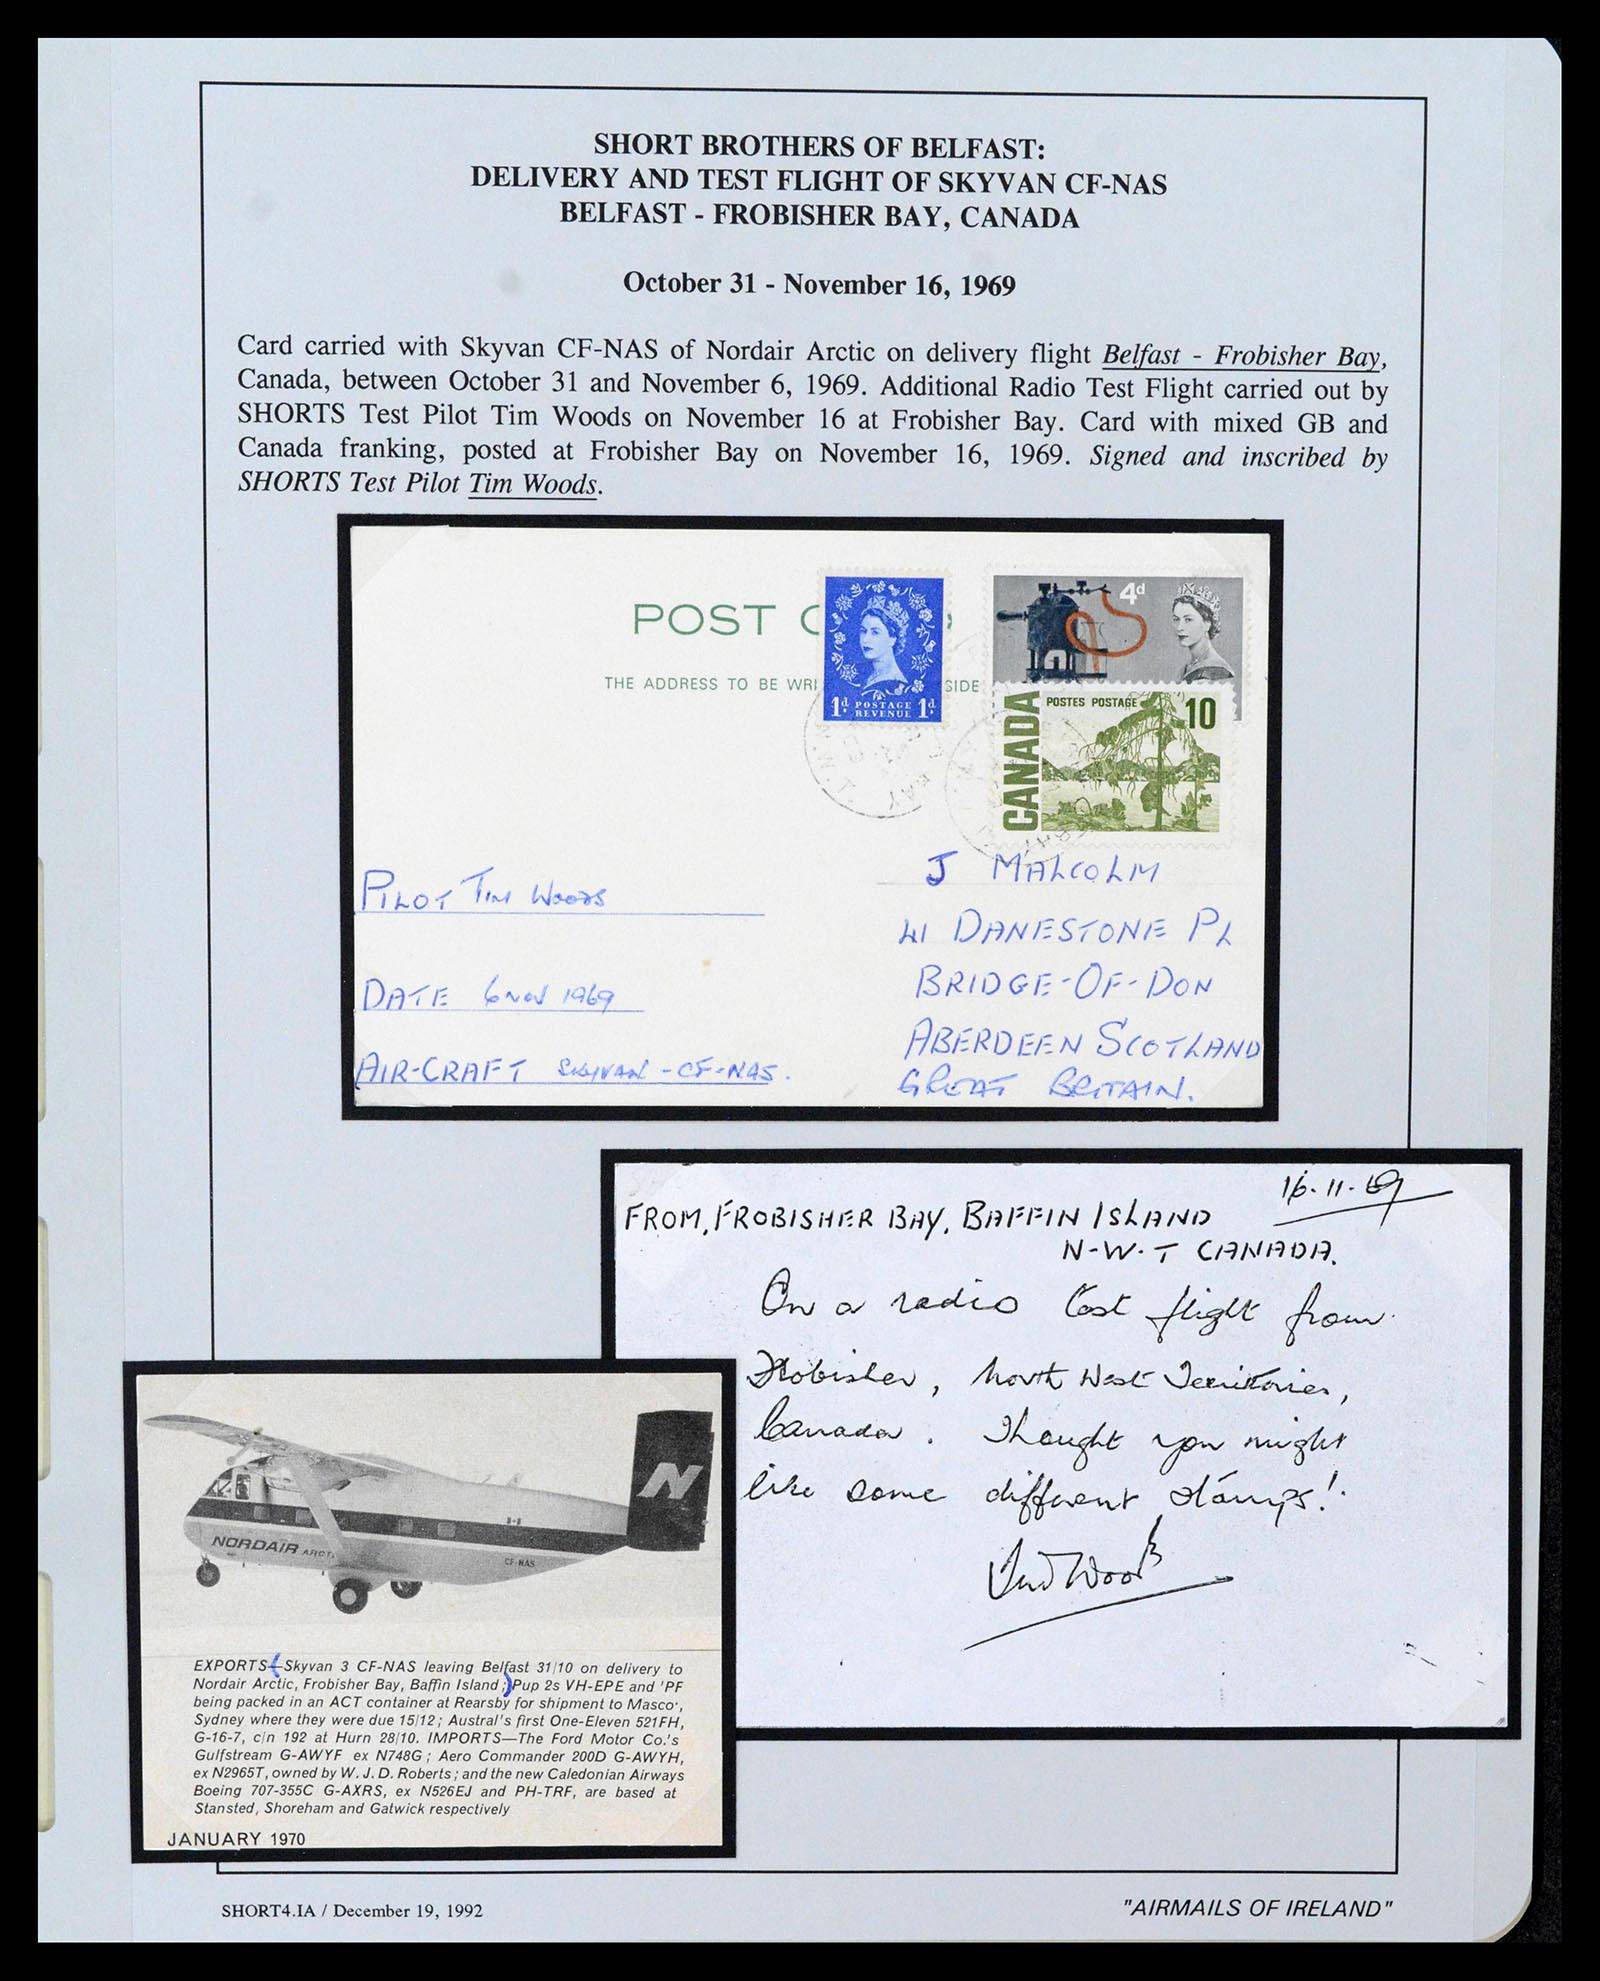 SHORT BROTHERS OF BELFAST:
DELIVERY AND TEST FLIGHT OF SKYVAN CF-NAS
BELFAST - FROBISHER BAY, CANADA
October 31 - November 16, 1969
Card carried with Skyvan CF-NAS of Nordair Arctic on delivery flight Belfast - Frobisher Bay,
Canada, between October 31 and November 6, 1969. Additional Radio Test Flight carried out by
SHORTS Test Pilot Tim Woods on November 16 at Frobisher Bay. Card with mixed GB and
Canada franking, posted at Frobisher Bay on November 16, 1969. Signed and inscribed by
SHORTS Test Pilot Tim Woods.
POST C
THE ADDRESS TO BE WRI
SIDE
1d POSTAGE REVENUE 1d
4d
CANADA
POSTES POSTAGE 10
PILOT TIM WOODS
DATE 6 NOV 1969
AIR-CRAFT SKYVAN - CF-NAS.
J MALCOLM
41 DANESTONE PL
BRIDGE-OF-DON
ABERDEEN SCOTLAND
GREAT BRITAIN.
16-11-69
FROM, FROBISHER BAY, BAFFIN ISLAND
N-W-T CANADA.
On a radio test flight from
Frobisher, North West Territories,
Canada. Thought you might
like some different stamps!
Tim Woods
N
NORDAIR ARCTI
CF-NAS
EXPORTS—Skyvan 3 CF-NAS leaving Belfast 31/10 on delivery to
Nordair Arctic, Frobisher Bay, Baffin Island; Pup 2s VH-EPE and 'PF
being packed in an ACT container at Rearsby for shipment to Masco·,
Sydney where they were due 15/12; Austral's first One-Eleven 521FH,
G-16-7, c/n 192 at Hurn 28/10. IMPORTS—The Ford Motor Co.'s
Gulfstream G-AWYF ex N748G; Aero Commander 200D G-AWYH,
ex N2965T, owned by W. J. D. Roberts; and the new Caledonian Airways
Boeing 707-355C G-AXRS, ex N526EJ and PH-TRF, are based at
Stansted, Shoreham and Gatwick respectively
JANUARY 1970
SHORT4.IA / December 19, 1992
"AIRMAILS OF IRELAND"